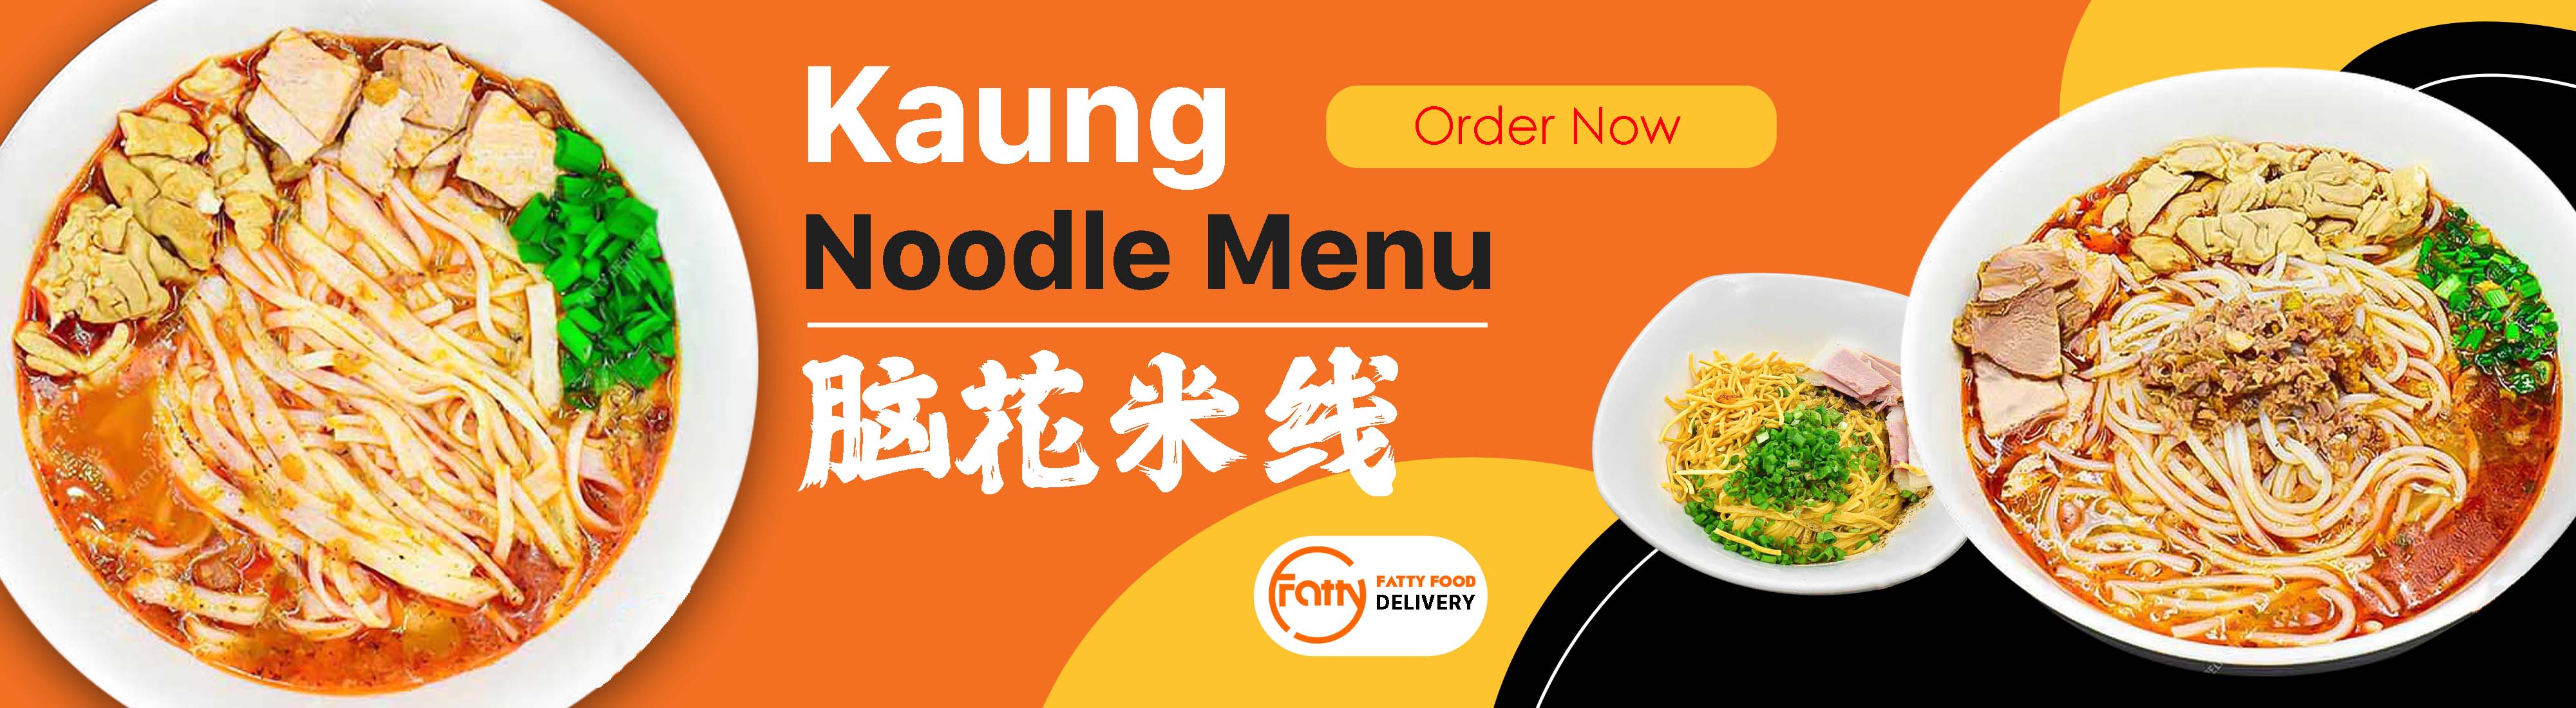 Kaung
Order Now
Noodle Menu
脑花米线
Fatty
FATTY FOOD
DELIVERY